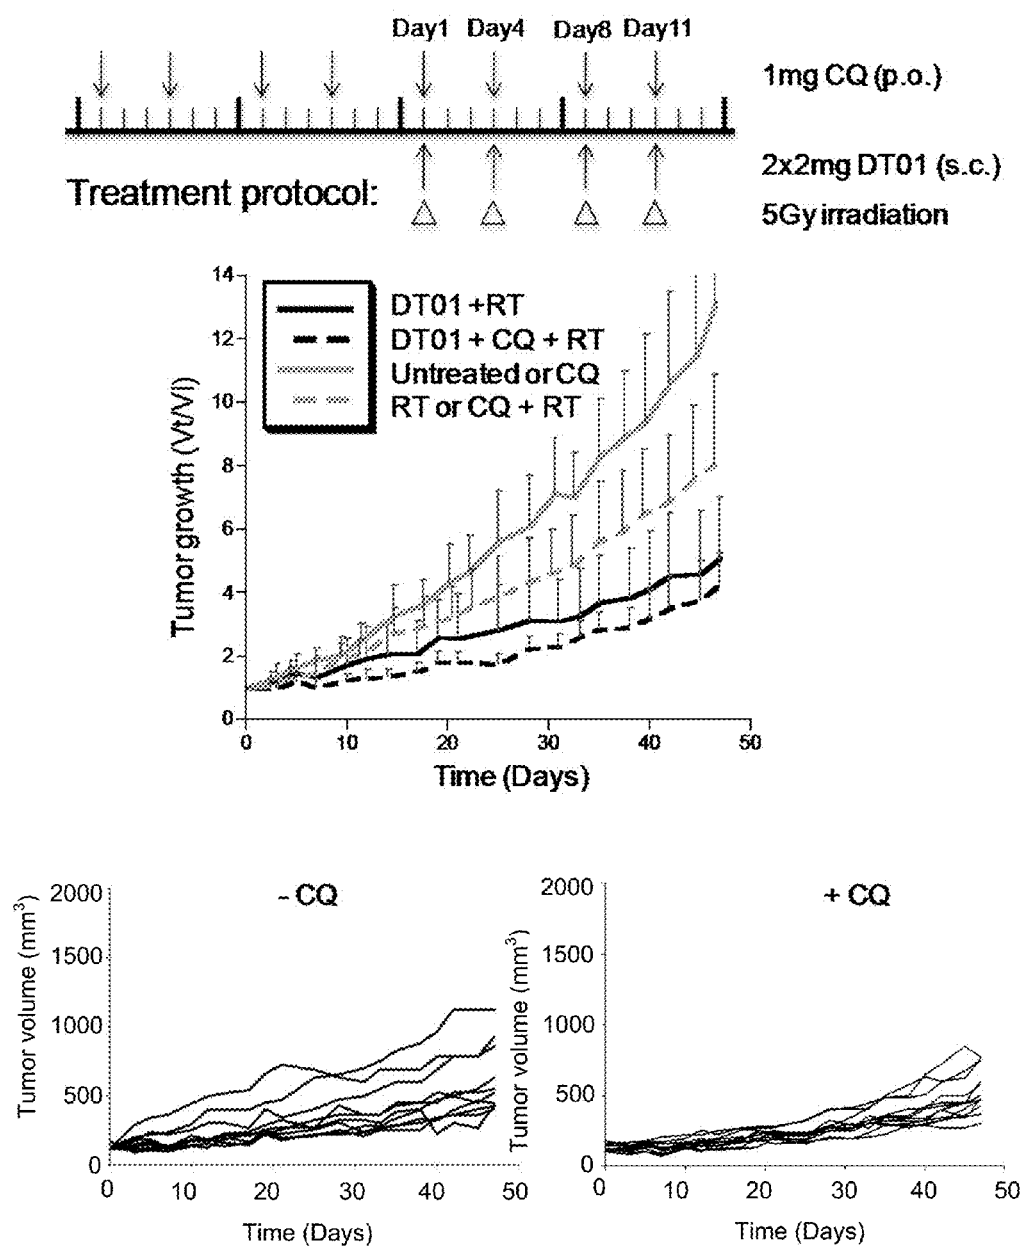 Day1 Day4 Day8 Day11
1mg CQ (p.o.)
2x2mg DT01 (s.c.)
Treatment protocol:
5Gy irradiation
14
12
10
8
6
4
2
0
Tumor growth (Vt/VI)
DT01 +RT
DT01 + CQ + RT
Untreated or CQ
RT or CQ + RT
0 10 20 30 40 50
Time (Days)
- CQ
2000
1500
1000
500
0
Tumor volume (mm³)
0 10 20 30 40 50
Time (Days)
+ CQ
2000
1500
1000
500
0
Tumor volume (mm³)
0 10 20 30 40 50
Time (Days)